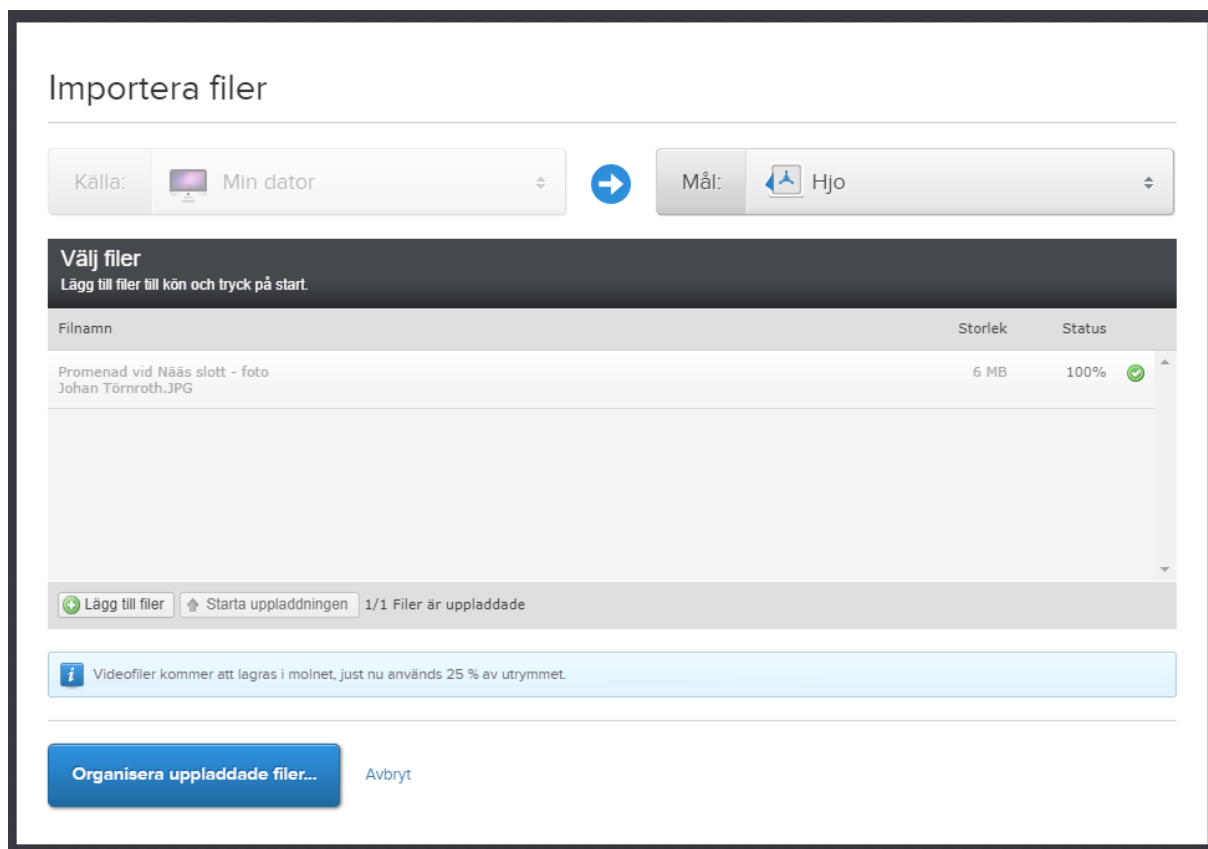 Importera filer
Källa: Min dator Mål: Hjo
Välj filer
Lägg till filer till kön och tryck på start.
Filnamn Storlek Status
Promenad vid Nääs slott - foto 6 MB 100%
Johan Törnroth.JPG
Lägg till filer Starta uppladdningen 1/1 Filer är uppladdade
i Videofiler kommer att lagras i molnet, just nu används 25 % av utrymmet.
Organisera uppladdade filer... Avbryt